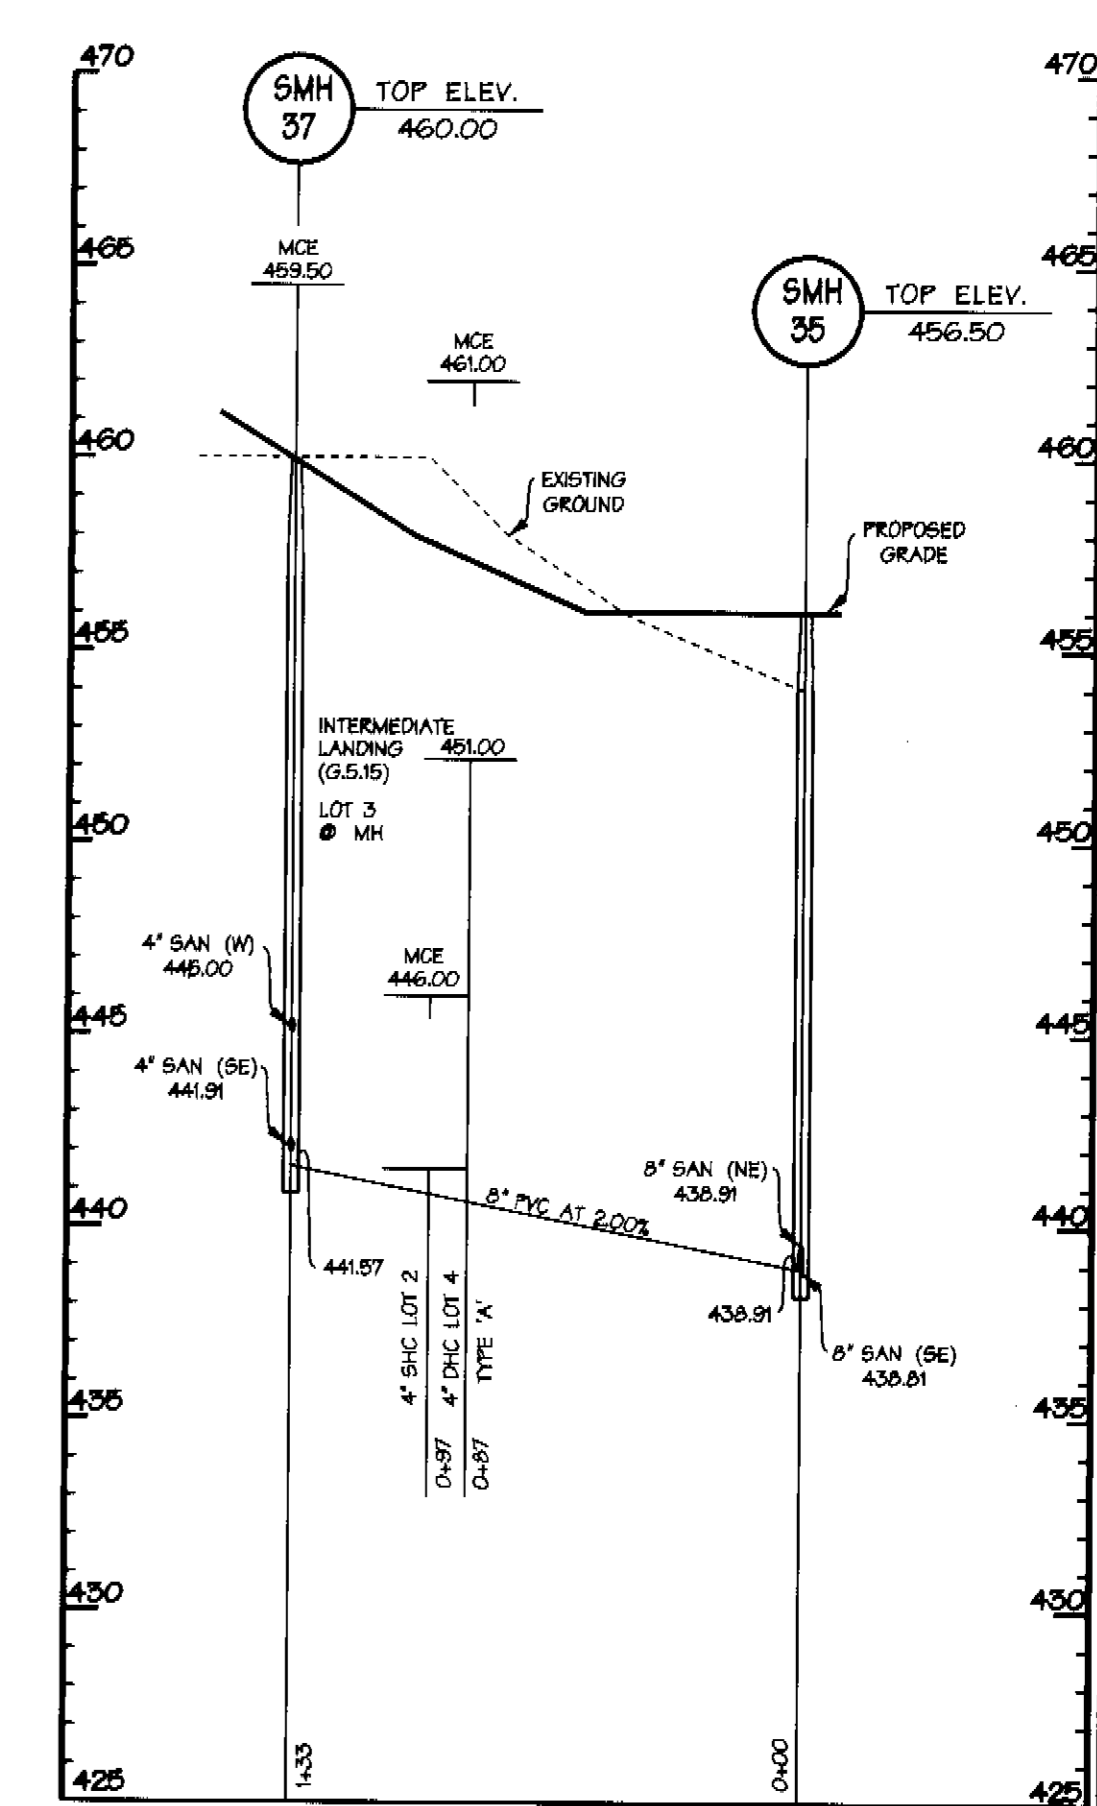 470
470
SMH
37
TOP ELEV.
460.00
465
465
MCE
459.50
SMH
35
TOP ELEV.
456.50
MCE
461.00
460
460
EXISTING
GROUND
PROPOSED
GRADE
455
455
INTERMEDIATE
LANDING
(G.5.15)
LOT 3
@ MH
451.00
450
450
4" SAN (W)
445.00
MCE
446.00
445
445
4" SAN (SE)
441.91
8" SAN (NE)
438.91
8" PVC AT 2.00%
440
440
441.57
438.91
8" SAN (SE)
438.81
4" SHC LOT 2
0+97
4" DHC LOT 4
TYPE 'A'
0+87
435
435
430
430
1+33
0+00
425
425